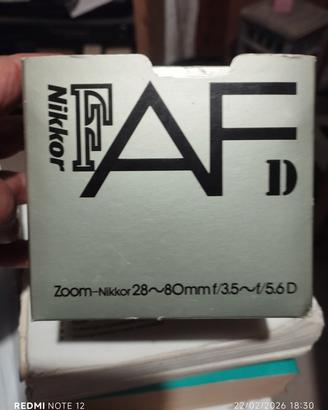 Nikkor
AF
D
Zoom-Nikkor 28~80mm f/3.5~f/5.6 D
REDMI NOTE 12
22/02/2026 18:30